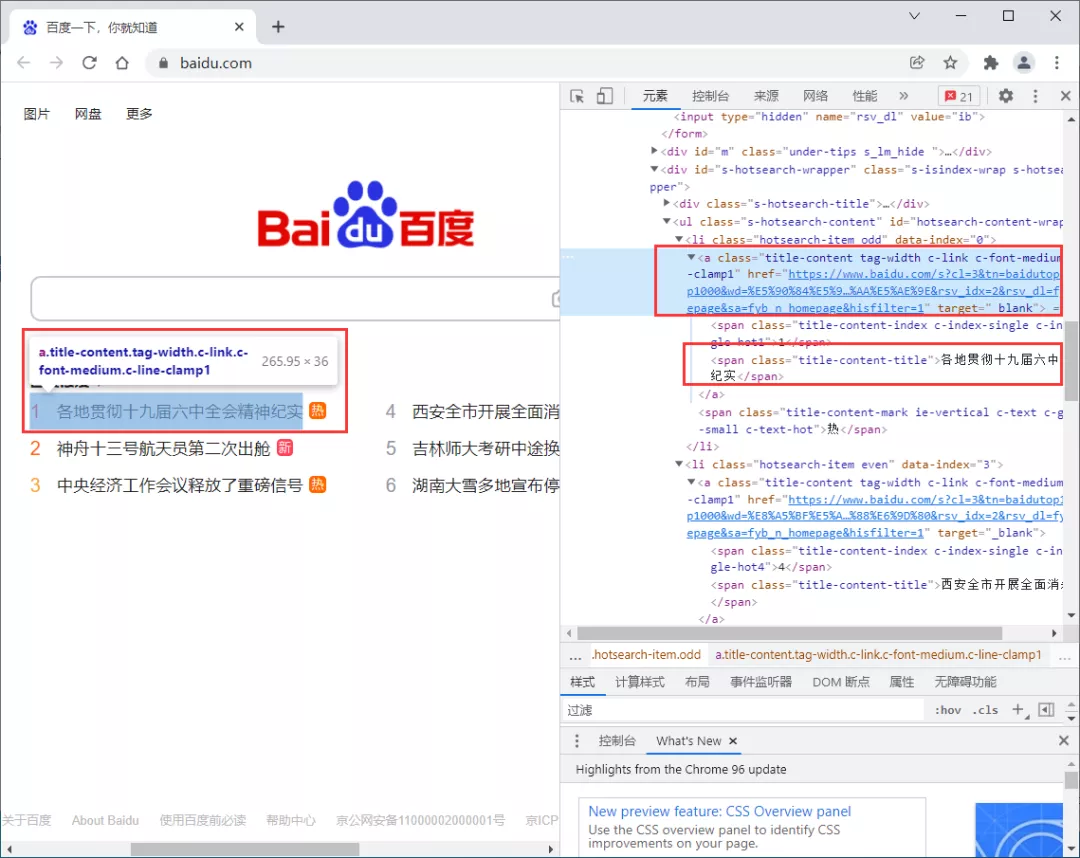 百度一下，你就知道
baidu.com
图片 网盘 更多
Bai du 百度
a.title-content.tag-width.c-link.c-
font-medium.c-line-clamp1
265.95 × 36
1 各地贯彻十九届六中全会精神纪实 热
2 神舟十三号航天员第二次出舱 新
3 中央经济工作会议释放了重磅信号 热
4 西安全市开展全面消
5 吉林师大考研中途换
6 湖南大雪多地宣布停
关于百度 About Baidu 使用百度前必读 帮助中心 京公网安备11000002000001号 京ICP
元素 控制台 来源 网络 性能 » 21
<input type="hidden" name="rsv_dl" value="ib">
</form>
<div id="m" class="under-tips s_lm_hide ">…</div>
<div id="s-hotsearch-wrapper" class="s-isindex-wrap s-hotsea
pper">
<div class="s-hotsearch-title">…</div>
<ul class="s-hotsearch-content" id="hotsearch-content-wrap
<li class="hotsearch-item odd" data-index="0">
<a class="title-content tag-width c-link c-font-medium
-clamp1" href="https://www.baidu.com/s?cl=3&tn=baidutop
p1000&wd=%E5%90%84%E5%9…%AA%E5%AE%9E&rsv_idx=2&rsv_dl=f
epage&sa=fyb_n_homepage&hisfilter=1" target="_blank"> =
<span class="title-content-index c-index-single c-in
gle-hot1">1</span>
<span class="title-content-title">各地贯彻十九届六中
纪实</span>
</a>
<span class="title-content-mark ie-vertical c-text c-g
-small c-text-hot">热</span>
</li>
<li class="hotsearch-item even" data-index="3">
<a class="title-content tag-width c-link c-font-medium
-clamp1" href="https://www.baidu.com/s?cl=3&tn=baidutop1
p1000&wd=%E8%A5%BF%E5%A…%88%E6%9D%80&rsv_idx=2&rsv_dl=fy
epage&sa=fyb_n_homepage&hisfilter=1" target="_blank">
<span class="title-content-index c-index-single c-in
gle-hot4">4</span>
<span class="title-content-title">西安全市开展全面消
</span>
</a>
... .hotsearch-item.odd a.title-content.tag-width.c-link.c-font-medium.c-line-clamp1 ...
样式 计算样式 布局 事件监听器 DOM 断点 属性 无障碍功能
过滤 :hov .cls +
控制台 What's New
Highlights from the Chrome 96 update
New preview feature: CSS Overview panel
Use the CSS overview panel to identify CSS
improvements on your page.